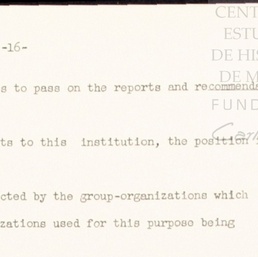 -16-
CENT
ESTU
DE HIS
DE M
FUND
s to pass on the reports and recommenda
ts to this institution, the position
cted by the group-organizations which
zations used for this purpose being